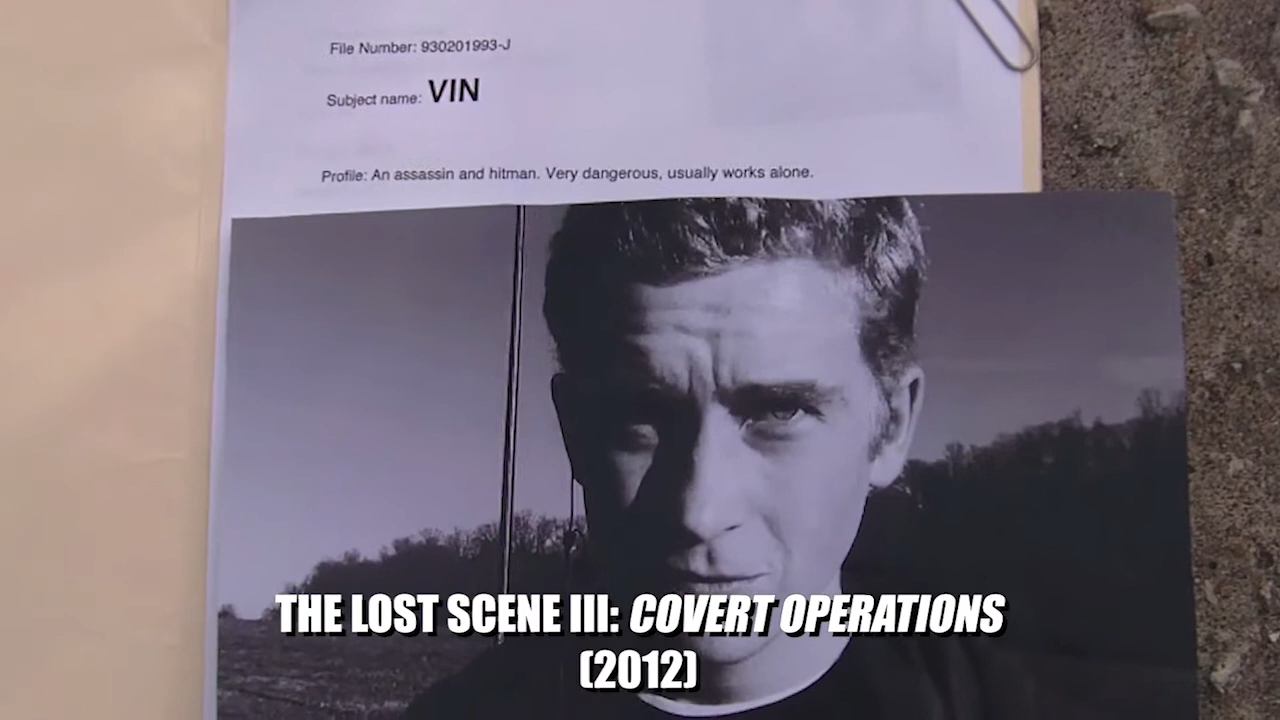 File Number: 930201993-J
Subject name: VIN
Profile: An assassin and hitman. Very dangerous, usually works alone.
THE LOST SCENE III: COVERT OPERATIONS
(2012)